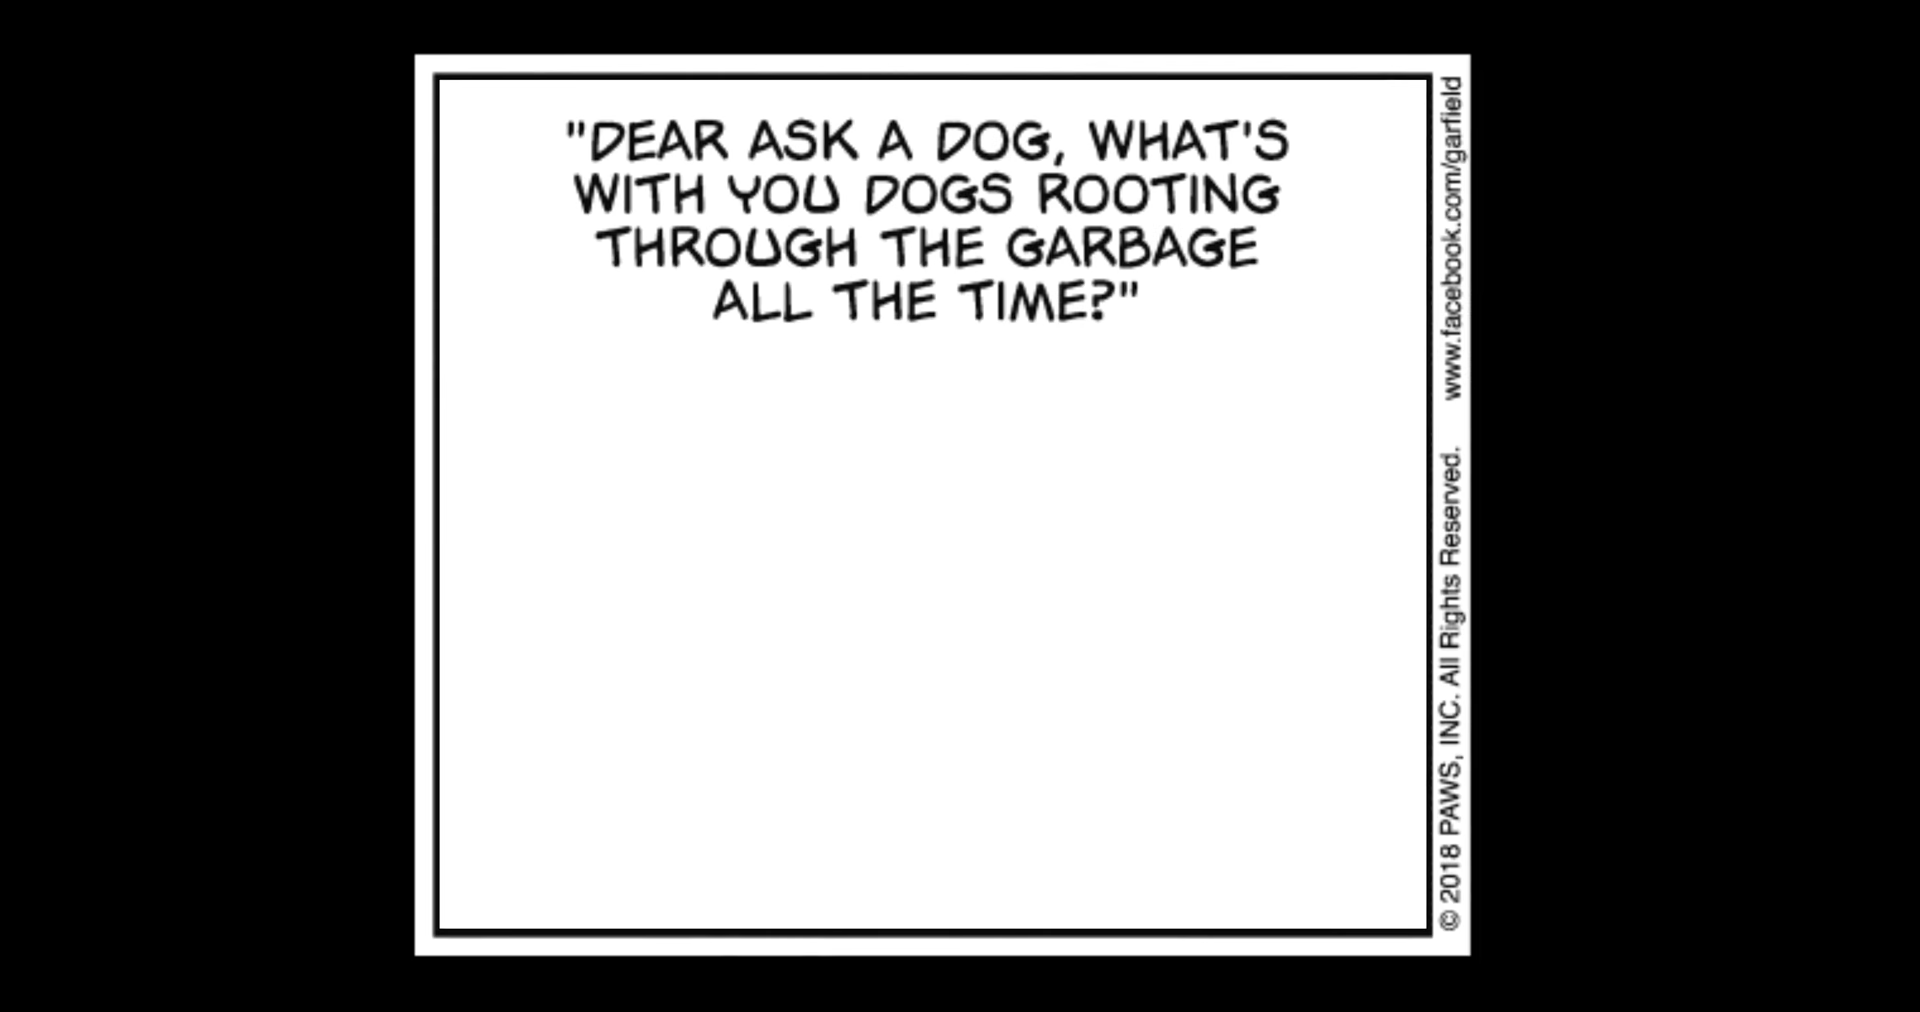 "DEAR ASK A DOG, WHAT'S
WITH YOU DOGS ROOTING
THROUGH THE GARBAGE
ALL THE TIME?"
© 2018 PAWS, INC. All Rights Reserved. www.facebook.com/garfield